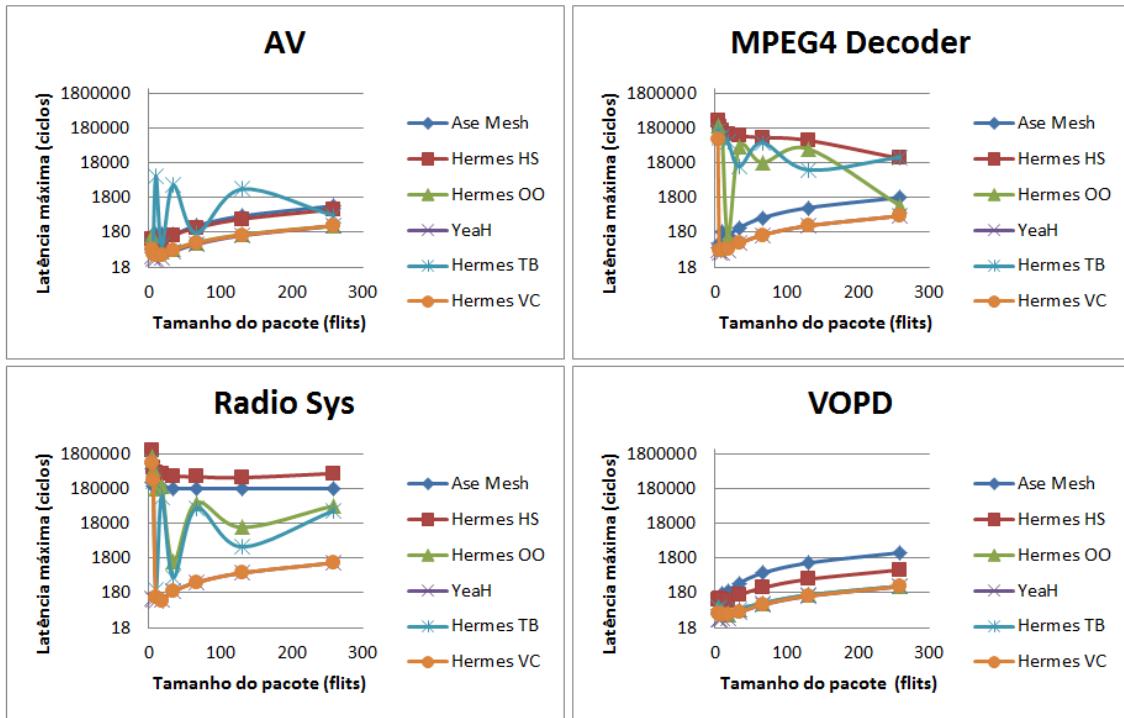 AV
Latência máxima (ciclos)
1800000
180000
18000
1800
180
18
0
100
200
300
Tamanho do pacote (flits)
Ase Mesh
Hermes HS
Hermes OO
YeaH
Hermes TB
Hermes VC
MPEG4 Decoder
Latência máxima (ciclos)
1800000
180000
18000
1800
180
18
0
100
200
300
Tamanho do pacote (flits)
Ase Mesh
Hermes HS
Hermes OO
YeaH
Hermes TB
Hermes VC
Radio Sys
Latência máxima (ciclos)
1800000
180000
18000
1800
180
18
0
100
200
300
Tamanho do pacote (flits)
Ase Mesh
Hermes HS
Hermes OO
YeaH
Hermes TB
Hermes VC
VOPD
Latência máxima (ciclos)
1800000
180000
18000
1800
180
18
0
100
200
300
Tamanho do pacote (flits)
Ase Mesh
Hermes HS
Hermes OO
YeaH
Hermes TB
Hermes VC